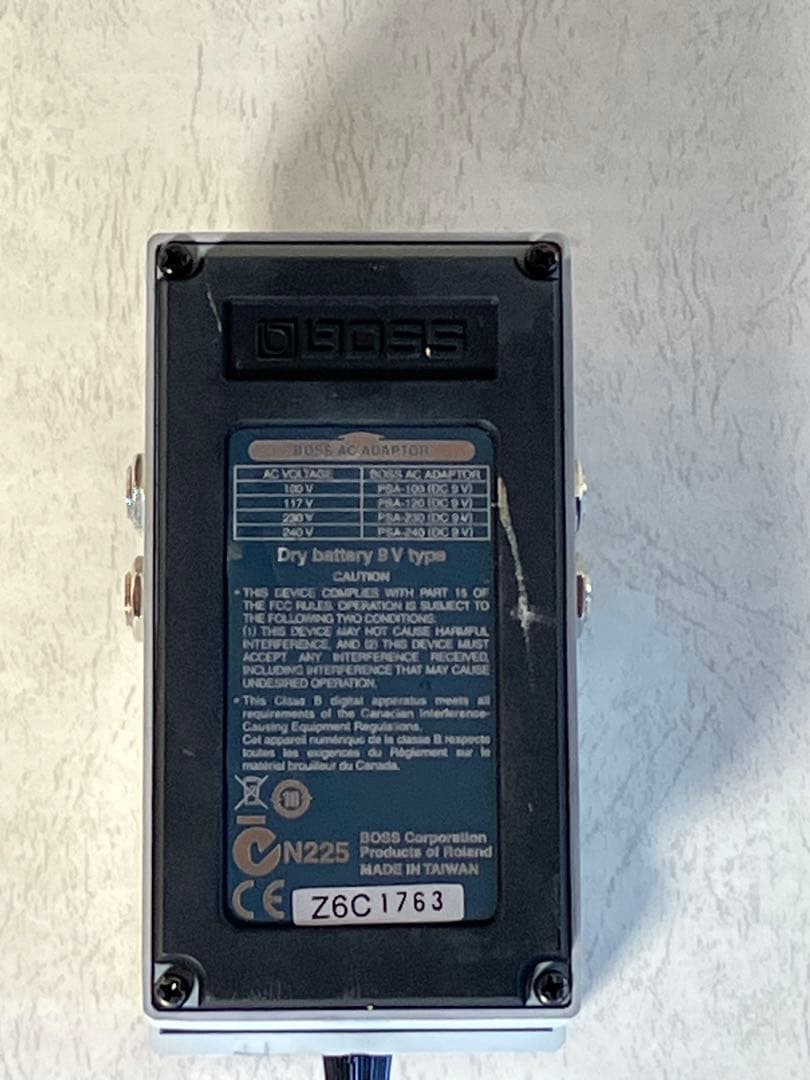 BOSS
BOSS AC ADAPTOR
AC VOLTAGE BOSS AC ADAPTOR
100 V PSA-100 (DC 9 V)
117 V PSA-120 (DC 9 V)
230 V PSA-230 (DC 9 V)
240 V PSA-240 (DC 9 V)
Dry battery 9 V type
CAUTION
• THIS DEVICE COMPLIES WITH PART 15 OF
THE FCC RULES. OPERATION IS SUBJECT TO
THE FOLLOWING TWO CONDITIONS.
(1) THIS DEVICE MAY NOT CAUSE HARMFUL
INTERFERENCE, AND (2) THIS DEVICE MUST
ACCEPT ANY INTERFERENCE RECEIVED,
INCLUDING INTERFERENCE THAT MAY CAUSE
UNDESIRED OPERATION.
• This Class B digital apparatus meets all
requirements of the Canadian Interference-
Causing Equipment Regulations.
Cet appareil numérique de la classe B respecte
toutes les exigences du Règlement sur le
matériel brouilleur du Canada.
10
N225
BOSS Corporation
Products of Roland
MADE IN TAIWAN
CE
Z6C1763